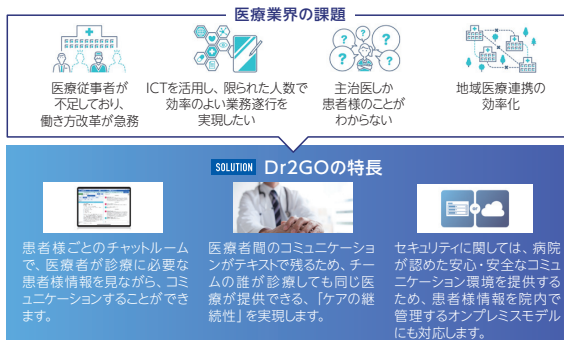 医療業界の課題
医療従事者が
不足しており、
働き方改革が急務
ICTを活用し、限られた人数で
効率のよい業務遂行を
実現したい
主治医しか
患者様のことが
わからない
地域医療連携の
効率化
SOLUTION Dr2GOの特長
患者様ごとのチャットルーム
で、医療者が診療に必要な
患者様情報を見ながら、コミ
ュニケーションすることができ
ます。
医療者間のコミュニケーショ
ンがテキストで残るため、チー
ムの誰が診療しても同じ医
療が提供できる、「ケアの継
続性」を実現します。
セキュリティに関しては、病院
が認めた安心・安全なコミュ
ニケーション環境を提供する
ため、患者様情報を院内で
管理するオンプレミスモデル
にも対応します。